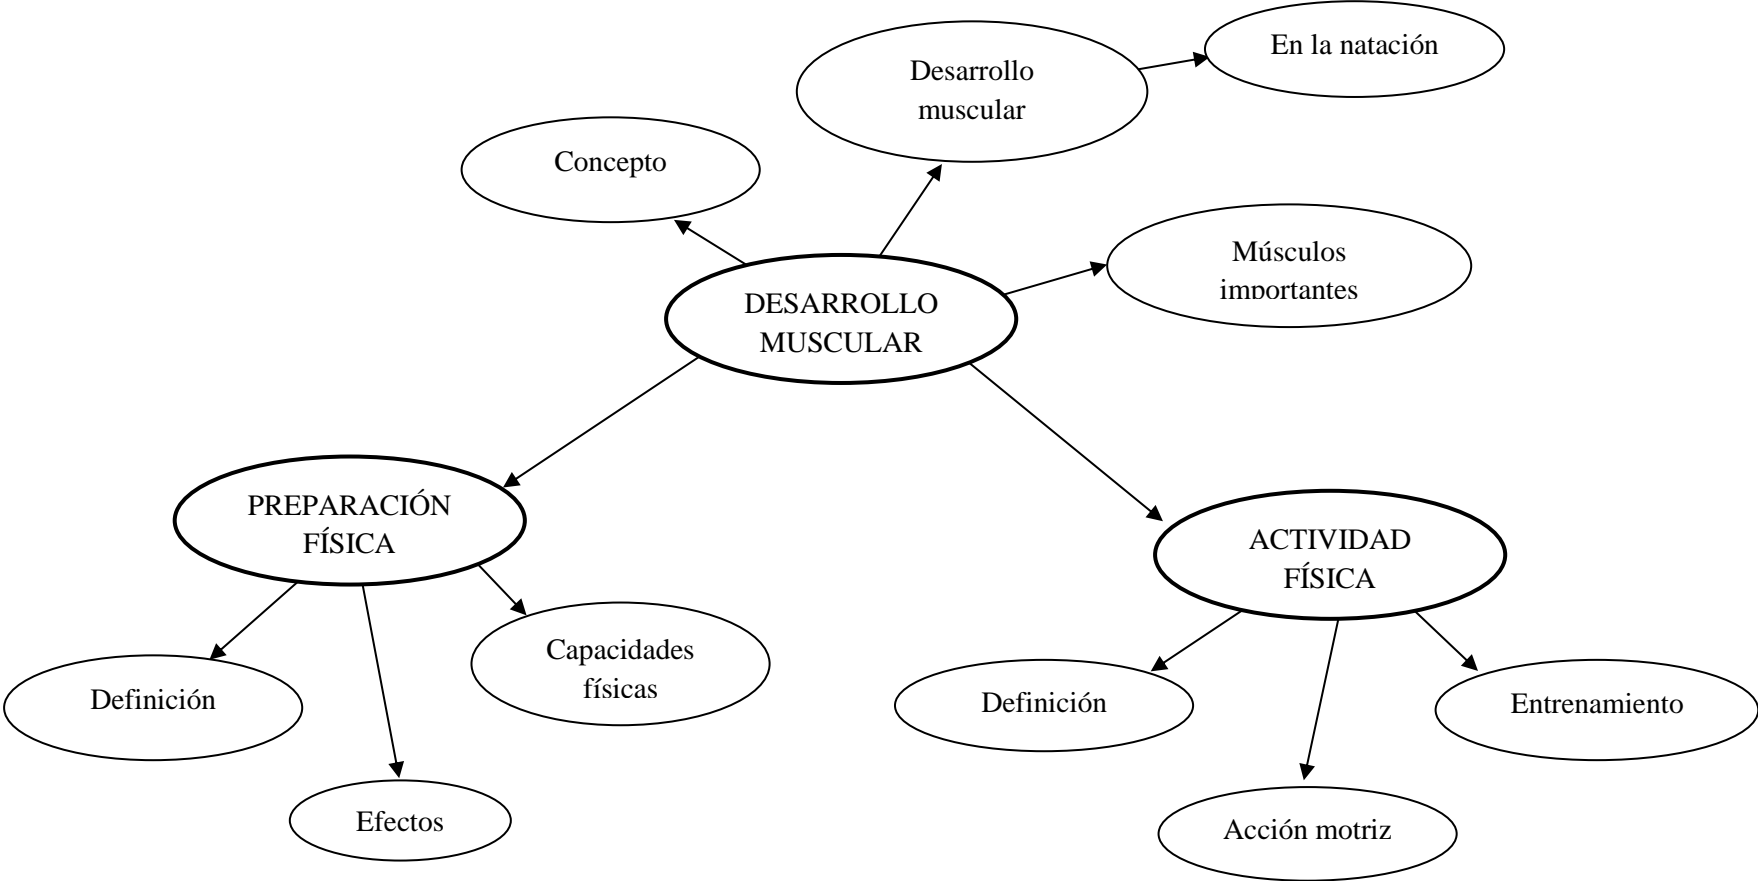 En la natación
Desarrollo
muscular
Concepto
Músculos
importantes
DESARROLLO
MUSCULAR
PREPARACIÓN
FÍSICA
ACTIVIDAD
FÍSICA
Capacidades
físicas
Definición
Definición
Entrenamiento
Efectos
Acción motriz